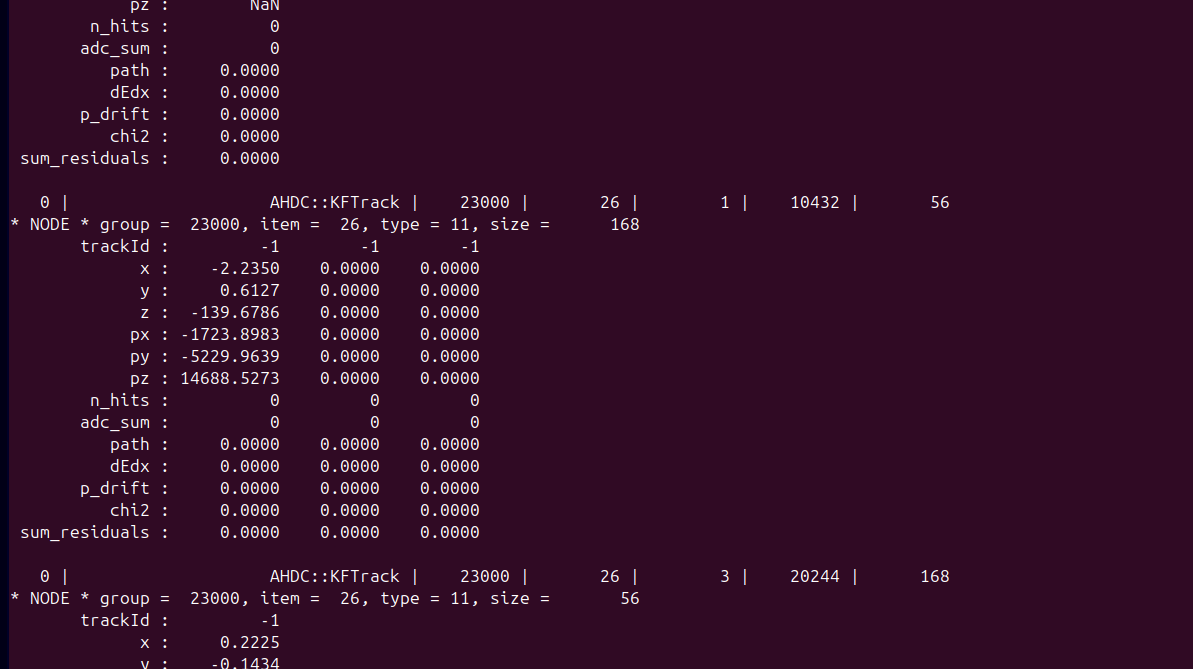 pz : NaN
n_hits : 0
adc_sum : 0
path : 0.0000
dEdx : 0.0000
p_drift : 0.0000
chi2 : 0.0000
sum_residuals : 0.0000
0 | AHDC::KFTrack | 23000 | 26 | 1 | 10432 | 56
* NODE * group = 23000, item = 26, type = 11, size = 168
trackId : -1 -1 -1
x : -2.2350 0.0000 0.0000
y : 0.6127 0.0000 0.0000
z : -139.6786 0.0000 0.0000
px : -1723.8983 0.0000 0.0000
py : -5229.9639 0.0000 0.0000
pz : 14688.5273 0.0000 0.0000
n_hits : 0 0 0
adc_sum : 0 0 0
path : 0.0000 0.0000 0.0000
dEdx : 0.0000 0.0000 0.0000
p_drift : 0.0000 0.0000 0.0000
chi2 : 0.0000 0.0000 0.0000
sum_residuals : 0.0000 0.0000 0.0000
0 | AHDC::KFTrack | 23000 | 26 | 3 | 20244 | 168
* NODE * group = 23000, item = 26, type = 11, size = 56
trackId : -1
x : 0.2225
y : -0.1434